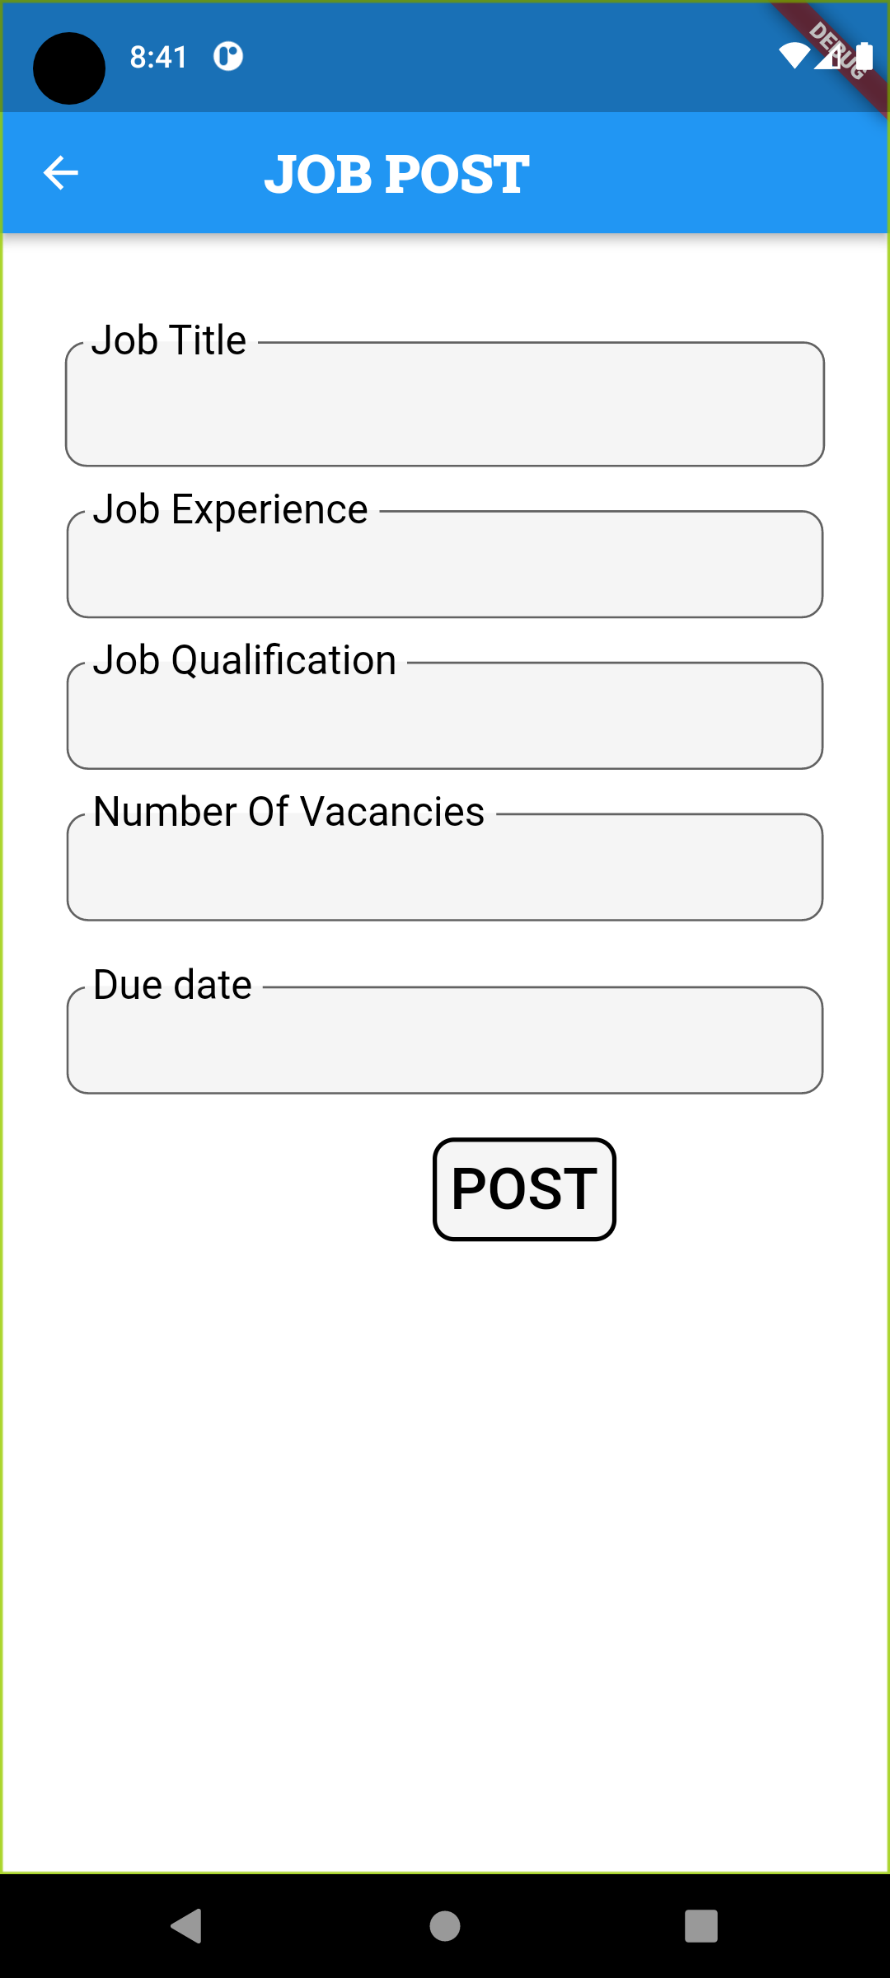 8:41
DEBUG
JOB POST
Job Title
Job Experience
Job Qualification
Number Of Vacancies
Due date
POST